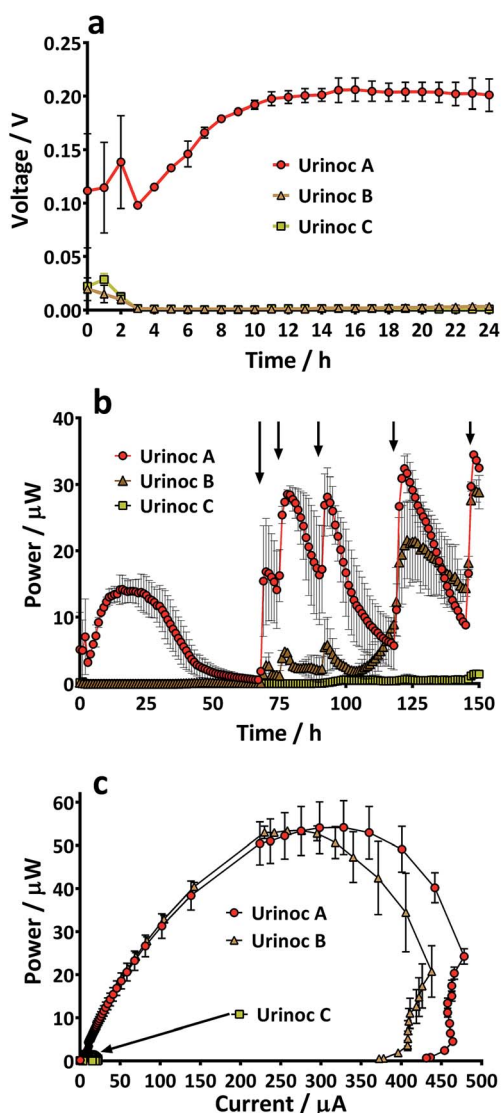 a
Voltage / V
0.20
0.15
0.10
0.05
0.00
Urinoc A
Urinoc B
Urinoc C
0 2 4 6 8 10 12 14 16 18 20 22 24
Time / h
b
Power / μW
40
30
20
10
0
Urinoc A
Urinoc B
Urinoc C
0 25 50 75 100 125 150
Time / h
c
Power / μW
60
50
40
30
20
10
0
Urinoc A
Urinoc B
Urinoc C
0 50 100 150 200 250 300 350 400 450 500
Current / μA